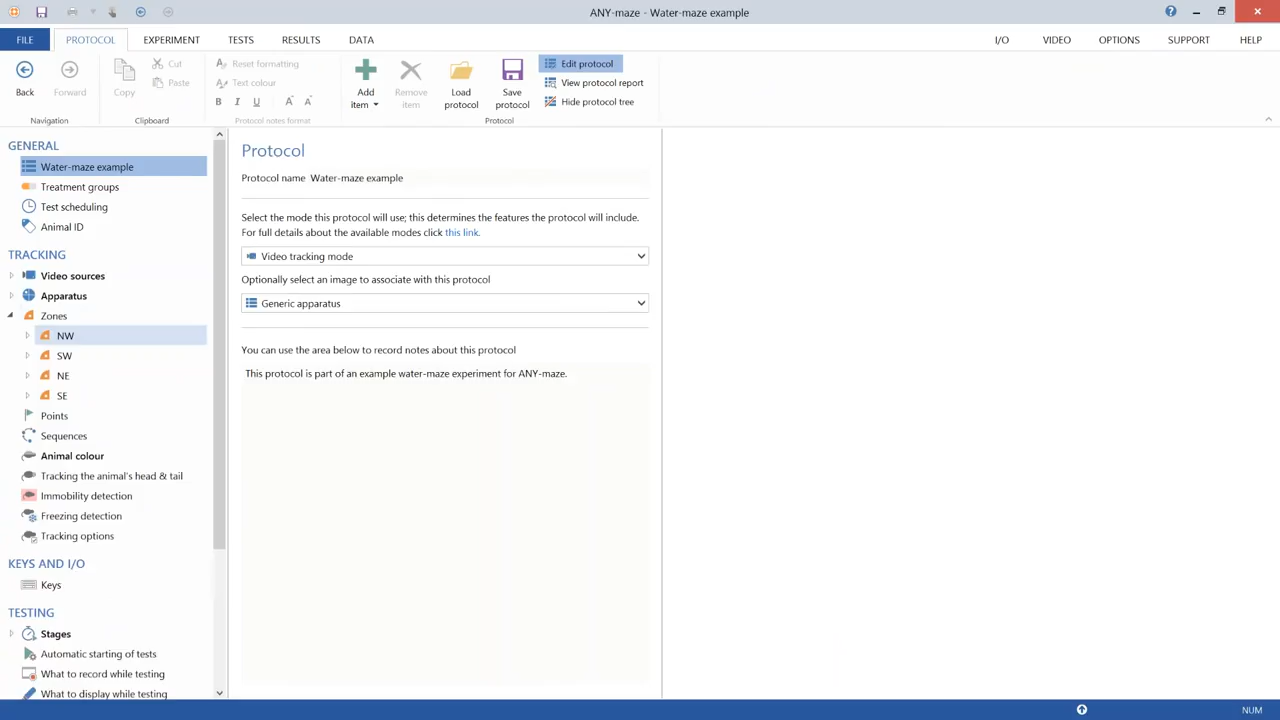 ANY-maze - Water-maze example
FILE PROTOCOL EXPERIMENT TESTS RESULTS DATA I/O VIDEO OPTIONS SUPPORT HELP
Back
Forward
Navigation
Copy
Cut
Paste
Clipboard
Reset formatting
Text colour
B I U A A
Protocol notes format
Add item
Remove item
Load protocol
Save protocol
Edit protocol
View protocol report
Hide protocol tree
Protocol
GENERAL
Water-maze example
Treatment groups
Test scheduling
Animal ID
TRACKING
Video sources
Apparatus
Zones
NW
SW
NE
SE
Points
Sequences
Animal colour
Tracking the animal's head & tail
Immobility detection
Freezing detection
Tracking options
KEYS AND I/O
Keys
TESTING
Stages
Automatic starting of tests
What to record while testing
What to display while testing
Protocol
Protocol name Water-maze example
Select the mode this protocol will use; this determines the features the protocol will include.
For full details about the available modes click this link.
Video tracking mode
Optionally select an image to associate with this protocol
Generic apparatus
You can use the area below to record notes about this protocol
This protocol is part of an example water-maze experiment for ANY-maze.
NUM